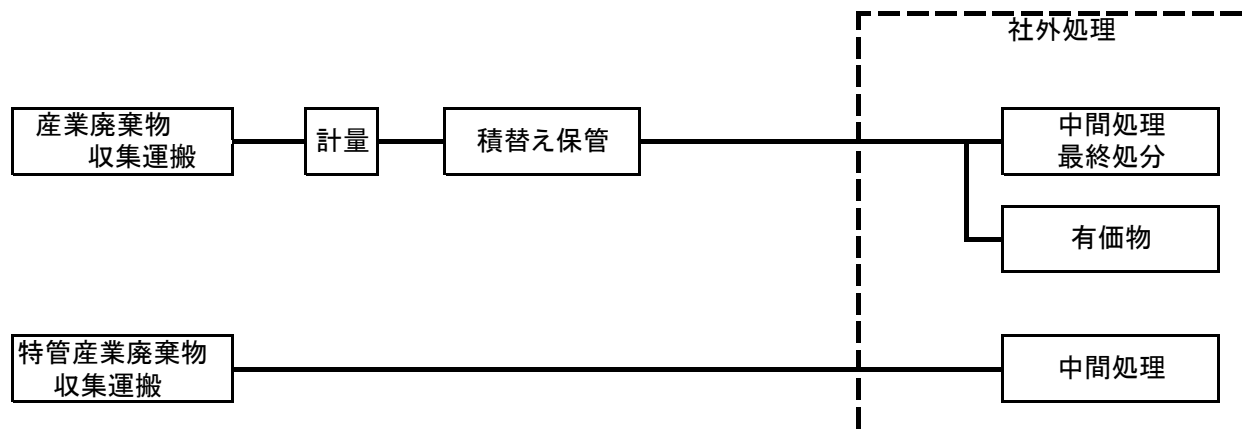 社外処理
産業廃棄物
収集運搬
計量
積替え保管
中間処理
最終処分
有価物
特管産業廃棄物
収集運搬
中間処理